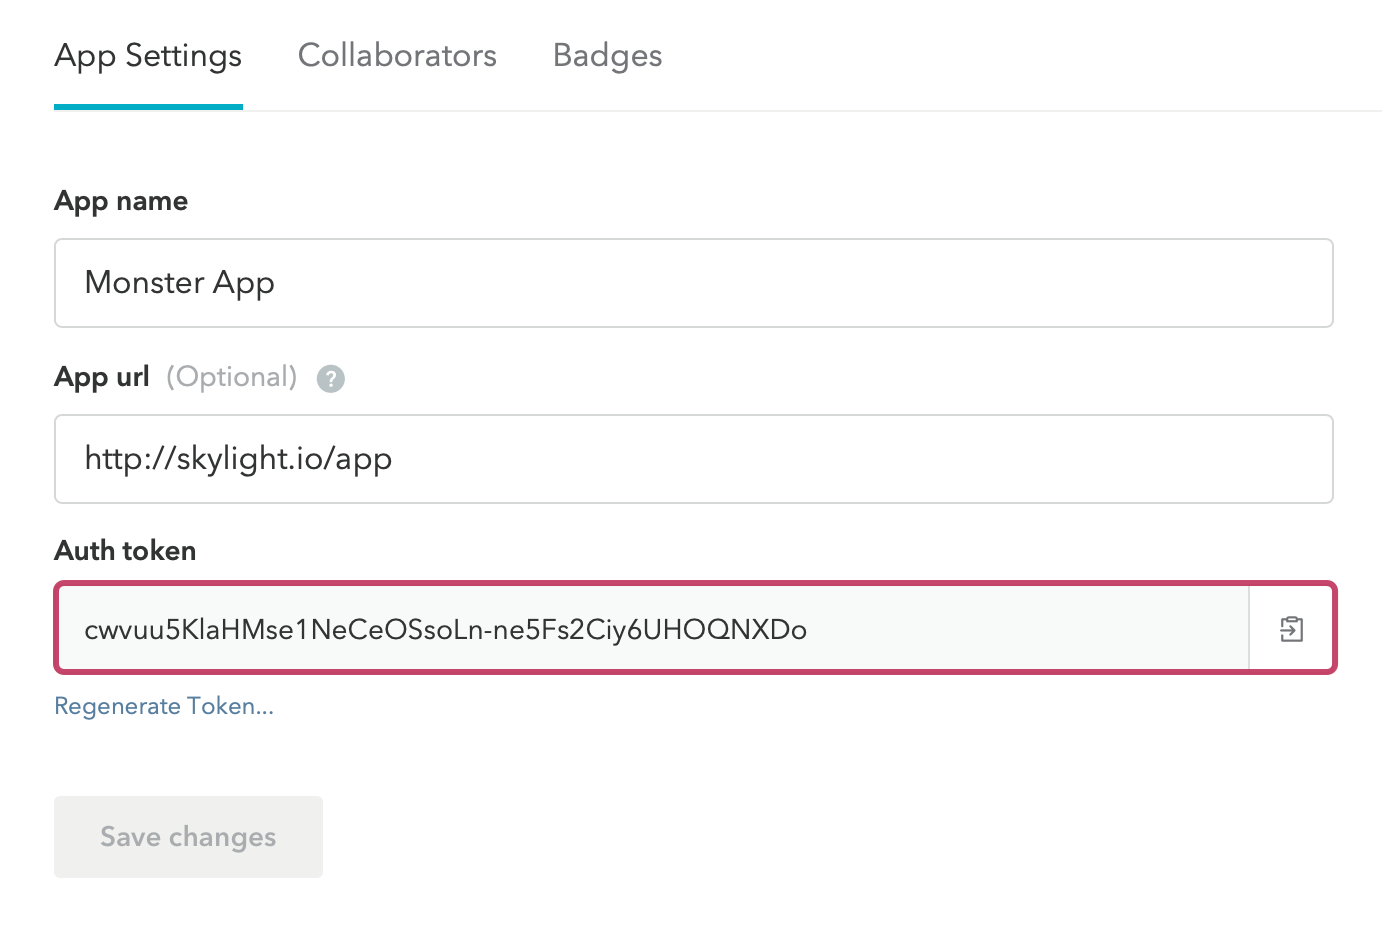 App Settings Collaborators Badges
App name
Monster App
App url (Optional) ?
http://skylight.io/app
Auth token
cwvuu5KlaHMse1NeCeOSsoLn-ne5Fs2Ciy6UHOQNXDo
Regenerate Token...
Save changes